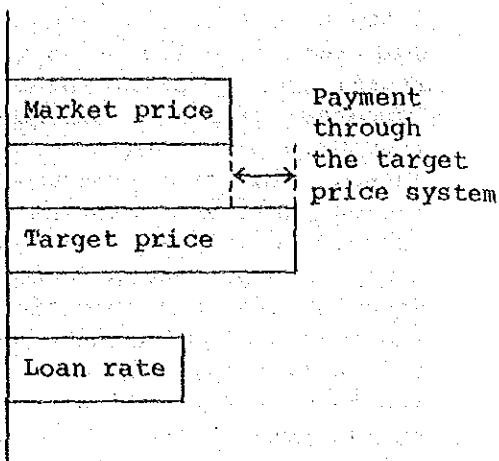 Market price
Payment
through
the target
price system
Target price
Loan rate